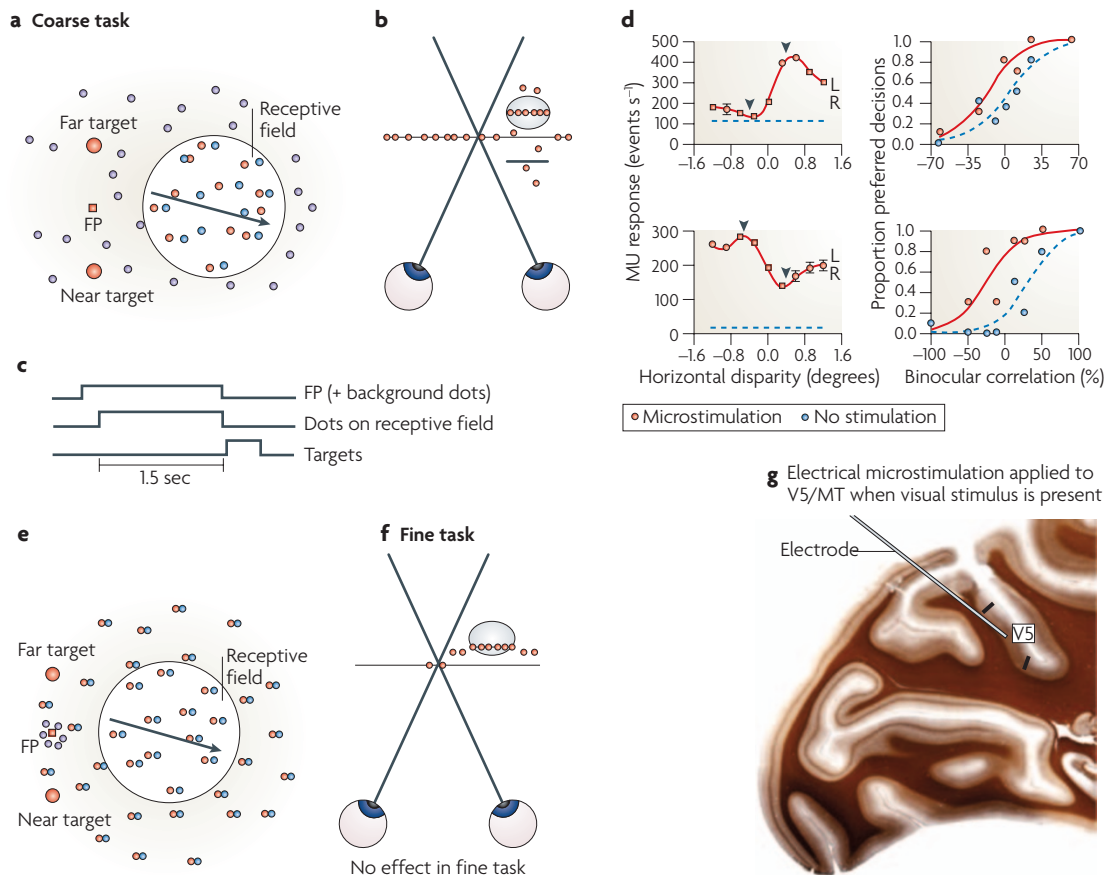 a Coarse task
Far target
FP
Near target
Receptive
field
b
c
FP (+ background dots)
Dots on receptive field
Targets
1.5 sec
d
MU response (events s⁻¹)
500
400
300
200
100
0
–1.6 –0.8 0.0 0.8 1.6
L
R
300
200
100
0
–1.6 –0.8 0.0 0.8 1.6
L
R
Horizontal disparity (degrees)
Proportion preferred decisions
1.0
0.8
0.6
0.4
0.2
0.0
–70 –35 0 35 70
1.0
0.8
0.6
0.4
0.2
0.0
–100 –50 0 50 100
Binocular correlation (%)
Microstimulation No stimulation
e
Far target
FP
Near target
Receptive
field
f Fine task
No effect in fine task
g Electrical microstimulation applied to
V5/MT when visual stimulus is present
Electrode
V5